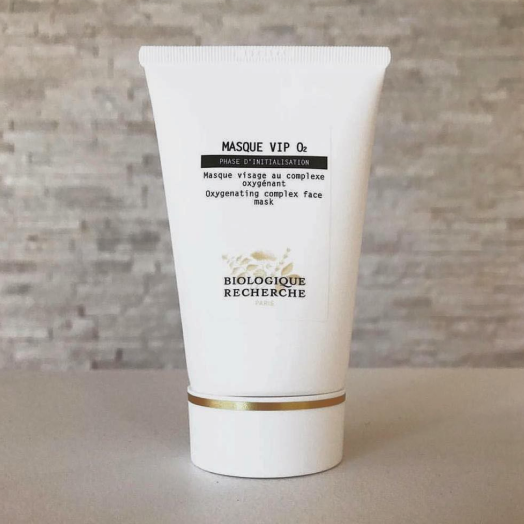 MASQUE VIP O₂
PHASE D'INITIALISATION
Masque visage au complexe
oxygénant
Oxygenating complex face
mask
BIOLOGIQUE
RECHERCHE
PARIS